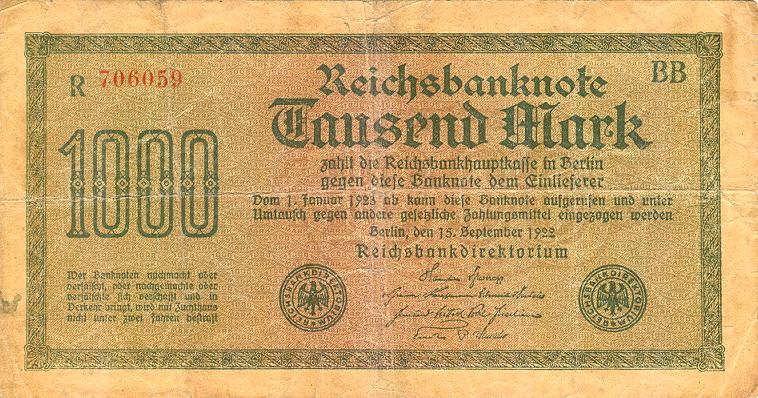 R 706059
BB
Reichsbanknote
Tausend Mark
1000
zahlt die Reichsbankhauptkasse in Berlin
gegen diese Banknote dem Einlieferer
Vom 1. Januar 1923 ab kann diese Banknote aufgerufen und unter
Umtausch gegen andere gesetzliche Zahlungsmittel eingezogen werden
Berlin, den 15. September 1922
Reichsbankdirektorium
Wer Banknoten nachmacht oder
verfälscht, oder nachgemachte oder
verfälschte sich verschafft und in
Verkehr bringt, wird mit Zuchthaus
nicht unter zwei Jahren bestraft
REICHSBANKDIREKTORIUM
REICHSBANKDIREKTORIUM